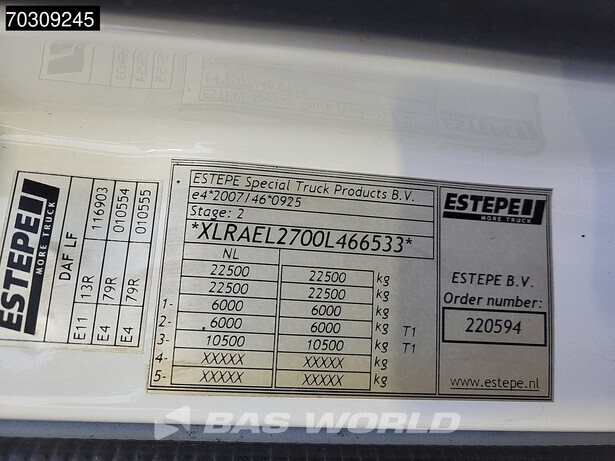 70309245
ESTEPE
MORE TRUCK
DAF LF
E11 13R 116903
E4 79R 010554
E4 79R 010555
ESTEPE Special Truck Products B.V.
e4*2007/46*0925
Stage: 2
*XLRAEL2700L466533*
NL
22500 22500 kg
22500 22500 kg
1- 6000 6000 kg
2- 6000 6000 kg T1
3- 10500 10500 kg T1
4- XXXXX XXXXX kg
5- XXXXX XXXXX kg
ESTEPE
MORE TRUCK
ESTEPE B.V.
Order number:
220594
www.estepe.nl
BAS WORLD